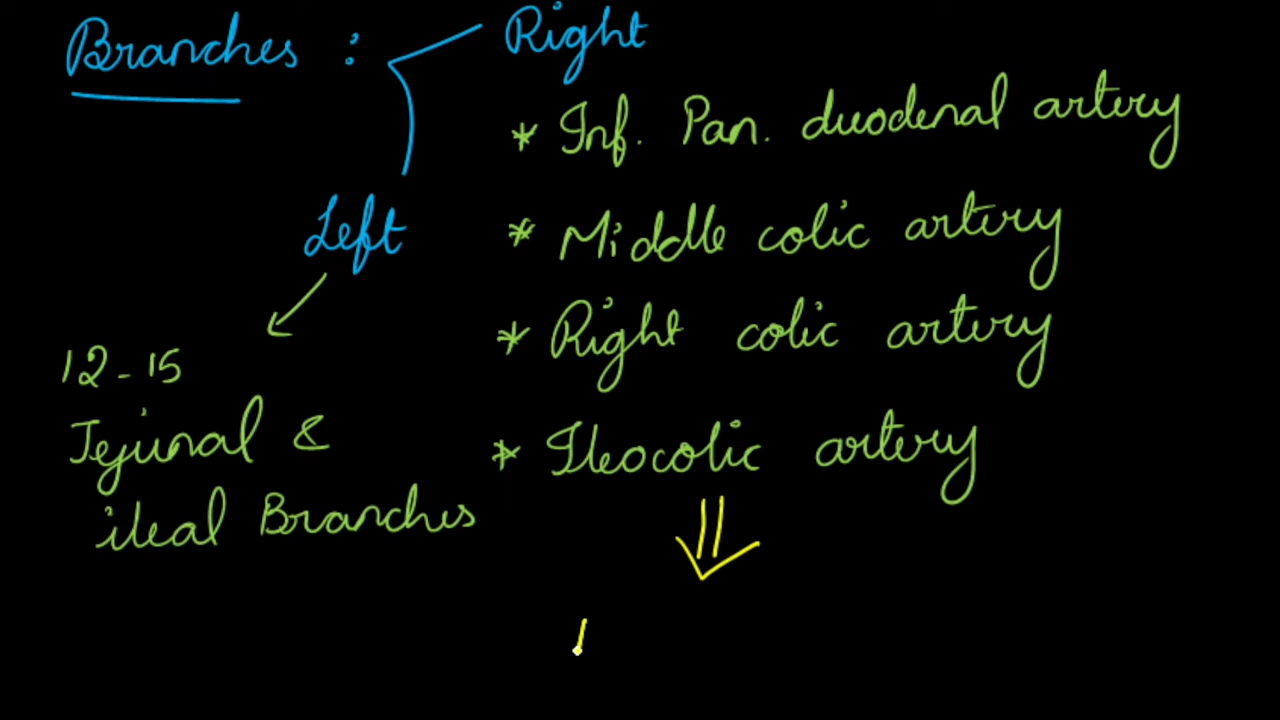 Branches :
Right
* Inf. Pan. duodenal artery
* Middle colic artery
* Right colic artery
* Ileocolic artery
Left
12 - 15
Jejunal &
ileal Branches